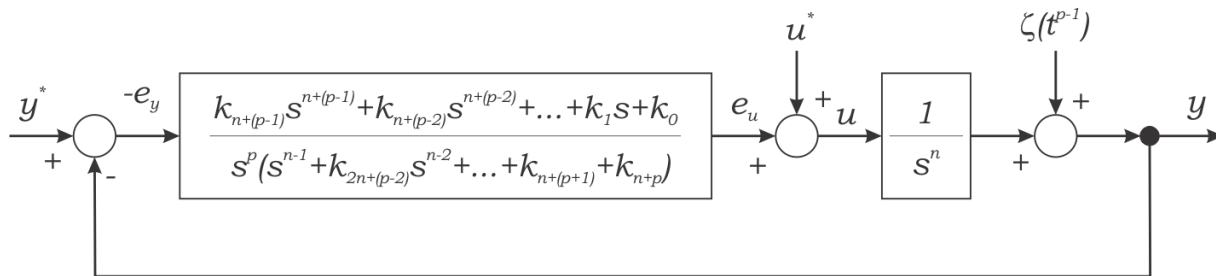 y*
+
-
-e_y
k_{n+(p-1)}s^{n+(p-1)}+k_{n+(p-2)}s^{n+(p-2)}+...+k_1s+k_0
s^p(s^{n-1}+k_{2n+(p-2)}s^{n-2}+...+k_{n+(p+1)}+k_{n+p})
e_u
+
u*
+
u
1
s^n
+
ζ(t^{p-1})
+
y